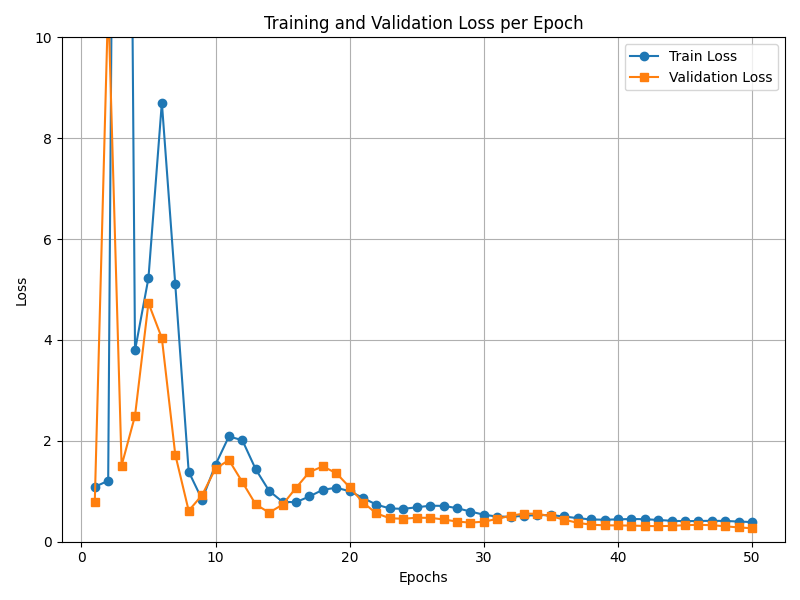 Training and Validation Loss per Epoch
Train Loss
Validation Loss
10
8
6
4
2
0
Loss
0 10 20 30 40 50
Epochs